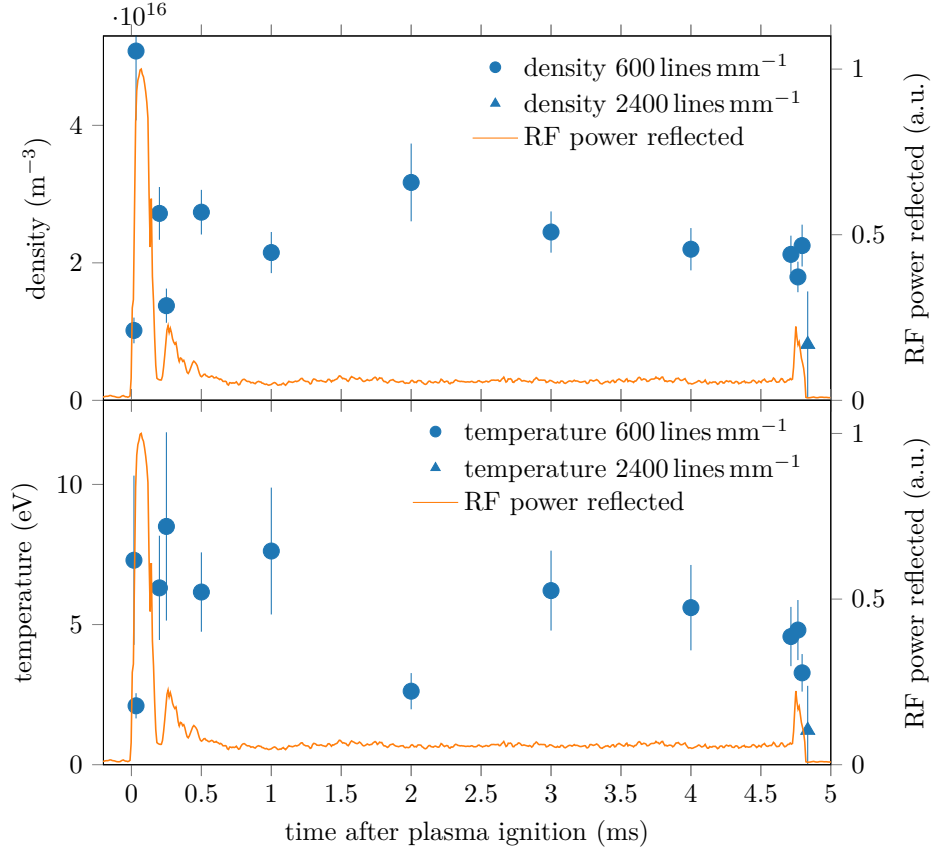 ·10¹⁶
density 600 lines mm⁻¹
density 2400 lines mm⁻¹
RF power reflected
0
2
4
density (m⁻³)
0
0.5
1
RF power reflected (a.u.)
temperature 600 lines mm⁻¹
temperature 2400 lines mm⁻¹
RF power reflected
0
5
10
temperature (eV)
0
0.5
1
RF power reflected (a.u.)
0 0.5 1 1.5 2 2.5 3 3.5 4 4.5 5
time after plasma ignition (ms)